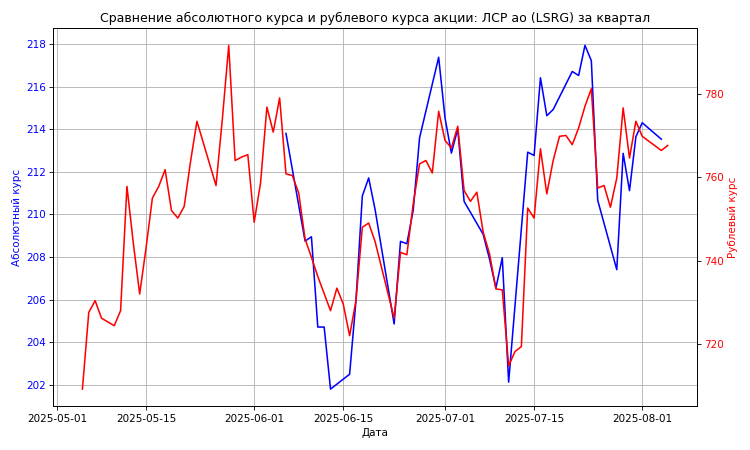 Сравнение абсолютного курса и рублевого курса акции: ЛСР ао (LSRG) за квартал
218
216
214
212
210
208
206
204
202
Абсолютный курс
780
760
740
720
Рублевый курс
2025-05-01 2025-05-15 2025-06-01 2025-06-15 2025-07-01 2025-07-15 2025-08-01
Дата